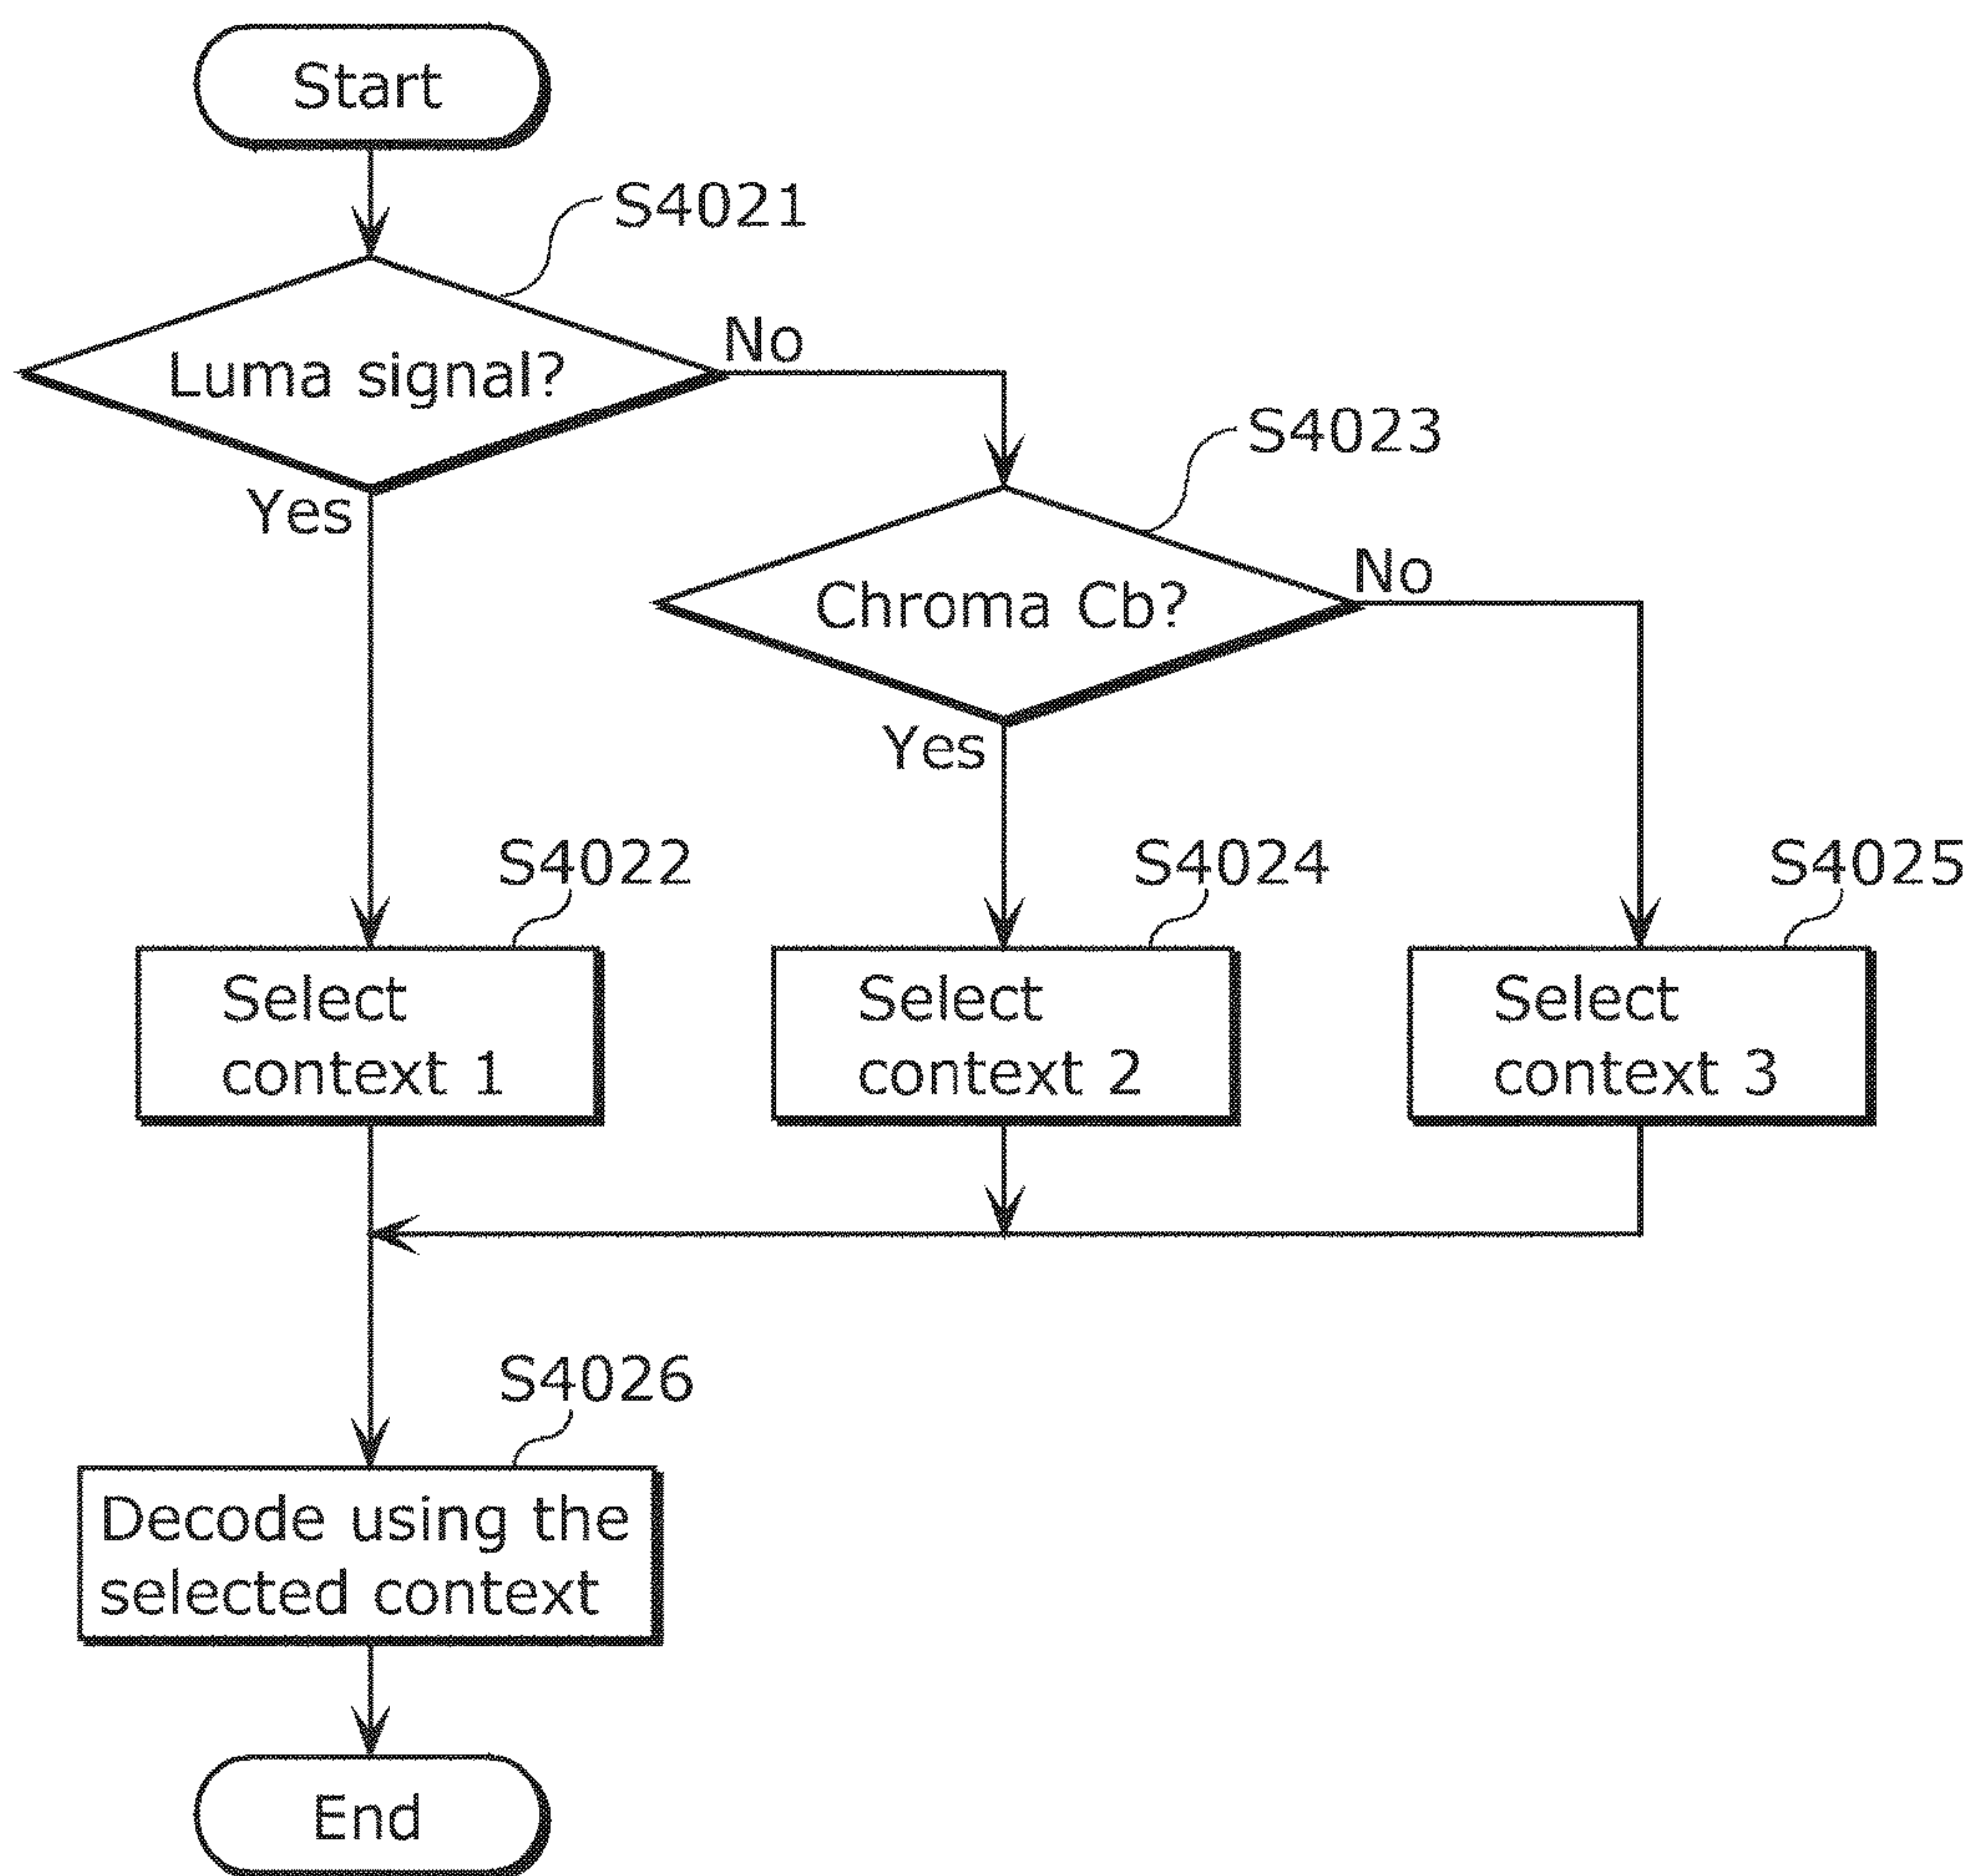 Start
S4021
Luma signal?
No
Yes
S4023
Chroma Cb?
No
Yes
S4022
S4024
S4025
Select
context 1
Select
context 2
Select
context 3
S4026
Decode using the
selected context
End